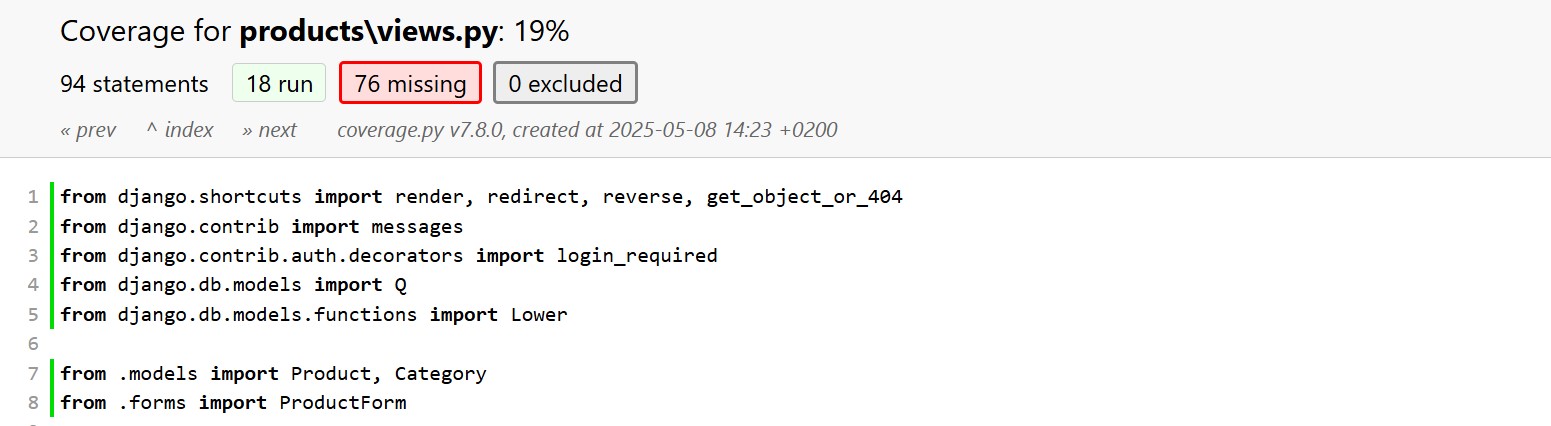 Coverage for products\views.py: 19%
94 statements 18 run 76 missing 0 excluded
« prev ^ index » next coverage.py v7.8.0, created at 2025-05-08 14:23 +0200
1 from django.shortcuts import render, redirect, reverse, get_object_or_404
2 from django.contrib import messages
3 from django.contrib.auth.decorators import login_required
4 from django.db.models import Q
5 from django.db.models.functions import Lower
6
7 from .models import Product, Category
8 from .forms import ProductForm